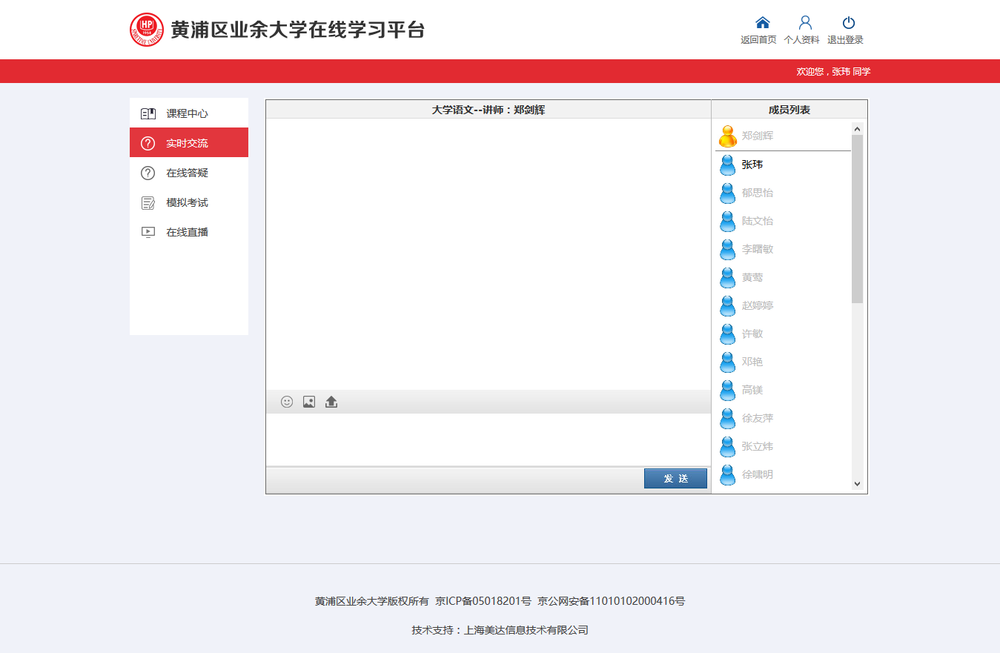 黄浦区业余大学在线学习平台
返回首页 个人资料 退出登录
欢迎您，张玮 同学
课程中心
实时交流
在线答疑
模拟考试
在线直播
大学语文--讲师：郑剑辉
成员列表
郑剑辉
张玮
郁思怡
陆文怡
李曙敏
黄莺
赵婷婷
许敏
邓艳
高镁
徐友萍
张立炜
徐啸明
发 送
黄浦区业余大学版权所有 京ICP备05018201号 京公网安备11010102000416号
技术支持：上海美达信息技术有限公司